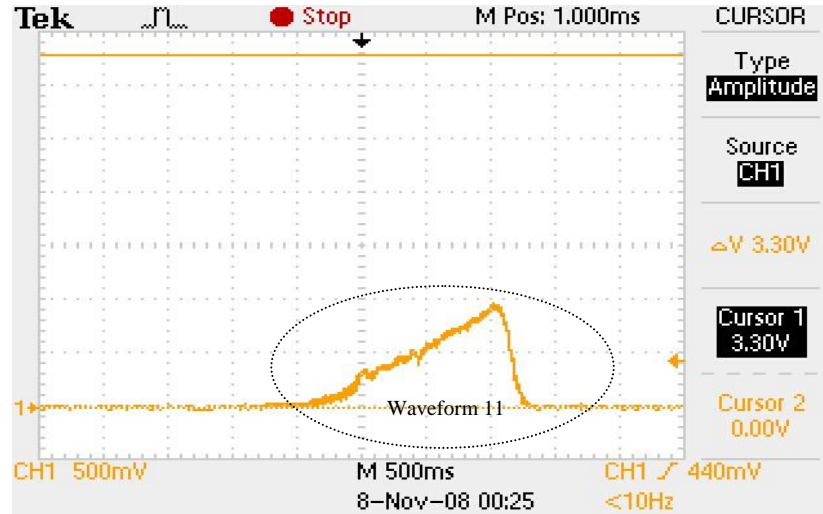 Tek Stop M Pos: 1.000ms CURSOR
Type
Amplitude
Source
CH1
△V 3.30V
Cursor 1
3.30V
1 Waveform 11
Cursor 2
0.00V
CH1 500mV M 500ms CH1 440mV
8-Nov-08 00:25 <10Hz